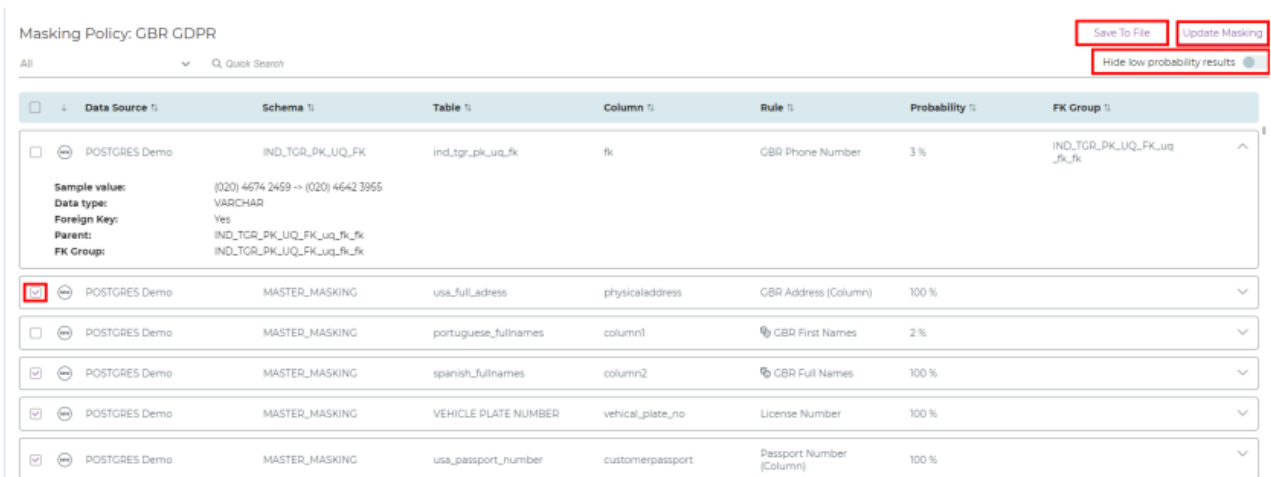 Masking Policy: GBR GDPR
Save To File
Update Masking
All
Quick Search
Hide low probability results
Data Source Schema Table Column Rule Probability FK Group
POSTGRES Demo IND_TGR_PK_UQ_FK ind_tgr_pk_uq_fk fk GBR Phone Number 3 % IND_TGR_PK_UQ_FK_uq
_fk_fk
Sample value: (020) 4674 2459 -> (020) 4642 3955
Data type: VARCHAR
Foreign Key: Yes
Parent: IND_TGR_PK_UQ_FK_uq_fk_fk
FK Group: IND_TGR_PK_UQ_FK_uq_fk_fk
POSTGRES Demo MASTER_MASKING usa_full_adress physicaladdress GBR Address (Column) 100 %
POSTGRES Demo MASTER_MASKING portuguese_fullnames column1 GBR First Names 2 %
POSTGRES Demo MASTER_MASKING spanish_fullnames column2 GBR Full Names 100 %
POSTGRES Demo MASTER_MASKING VEHICLE PLATE NUMBER vehical_plate_no License Number 100 %
POSTGRES Demo MASTER_MASKING usa_passport_number customerpassport Passport Number
(Column) 100 %